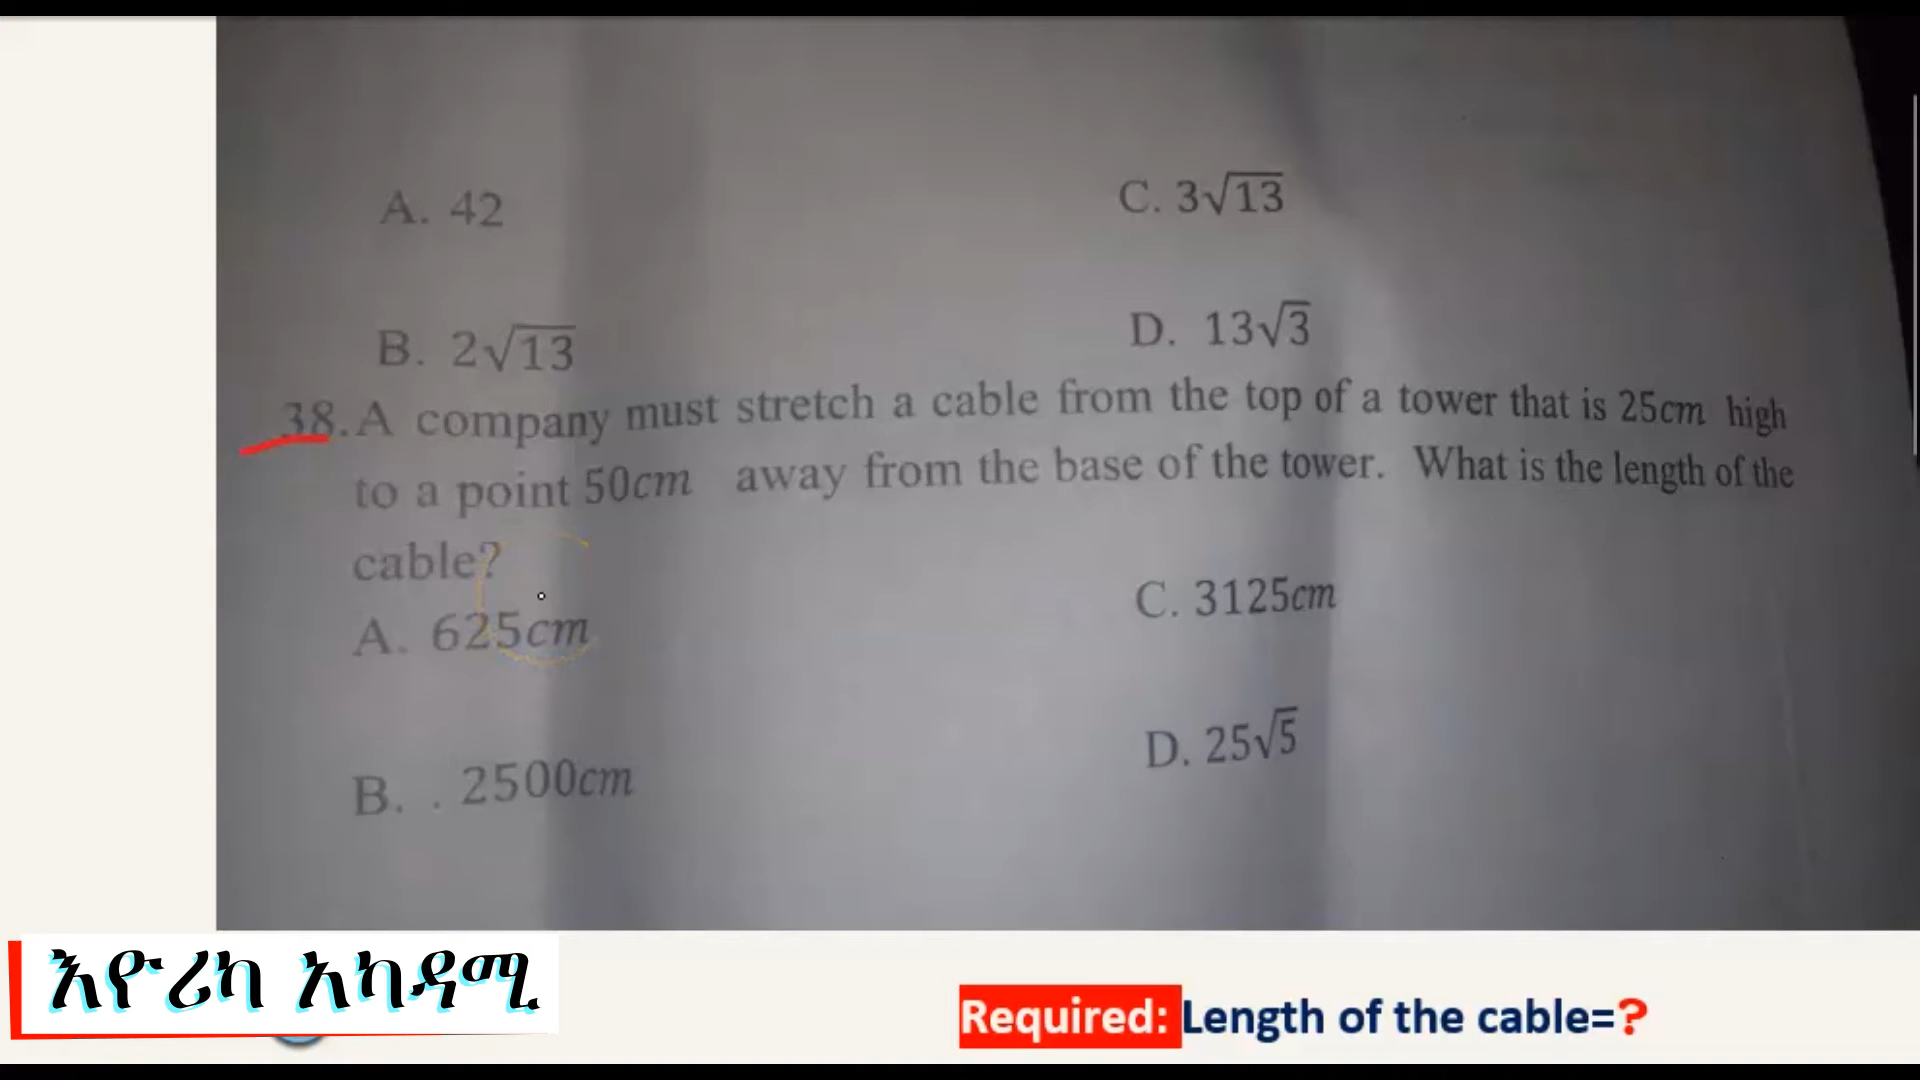 A. 42
C. 3√13
B. 2√13
D. 13√3
38. A company must stretch a cable from the top of a tower that is 25cm high
to a point 50cm away from the base of the tower. What is the length of the
cable?
A. 625cm
C. 3125cm
B. . 2500cm
D. 25√5
እዮሪካ አካዳሚ
Required: Length of the cable=?